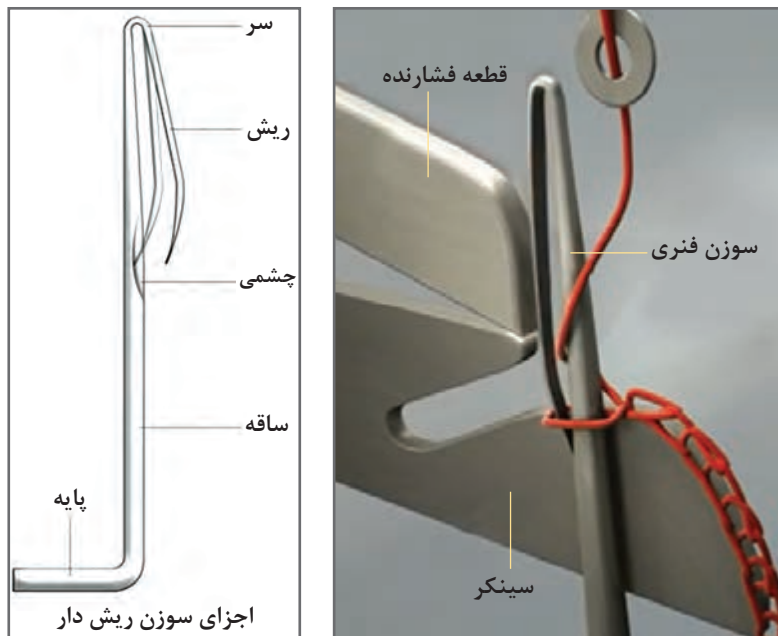 سر
ریش
چشمی
ساقه
پایه
اجزای سوزن ریش دار
قطعه فشارنده
سوزن فنری
سینکر